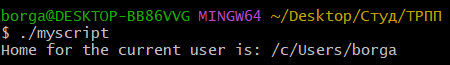 borga@DESKTOP-BB86VVG MINGW64 ~/Desktop/Студ/ТРПП
$ ./myscript
Home for the current user is: /c/Users/borga